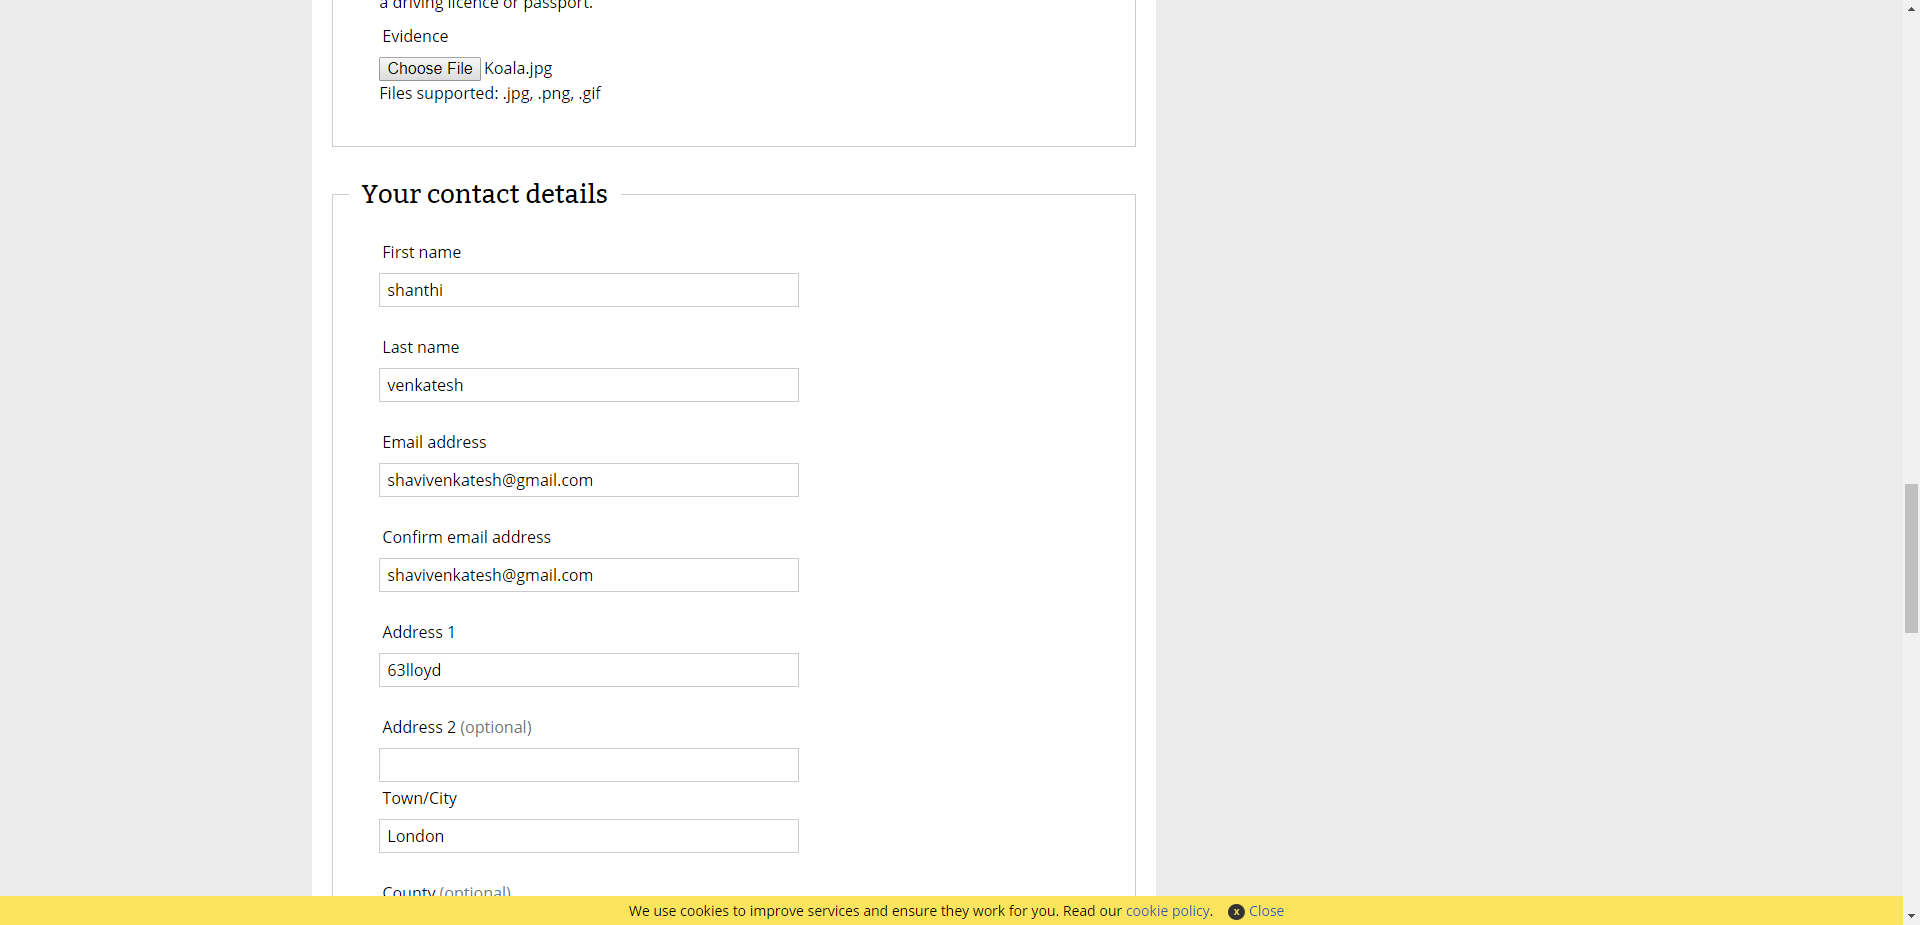 a driving licence or passport.
Evidence
Choose File Koala.jpg
Files supported: .jpg, .png, .gif
Your contact details
First name
shanthi
Last name
venkatesh
Email address
shavivenkatesh@gmail.com
Confirm email address
shavivenkatesh@gmail.com
Address 1
63lloyd
Address 2 (optional)
Town/City
London
County (optional)
We use cookies to improve services and ensure they work for you. Read our cookie policy. x Close